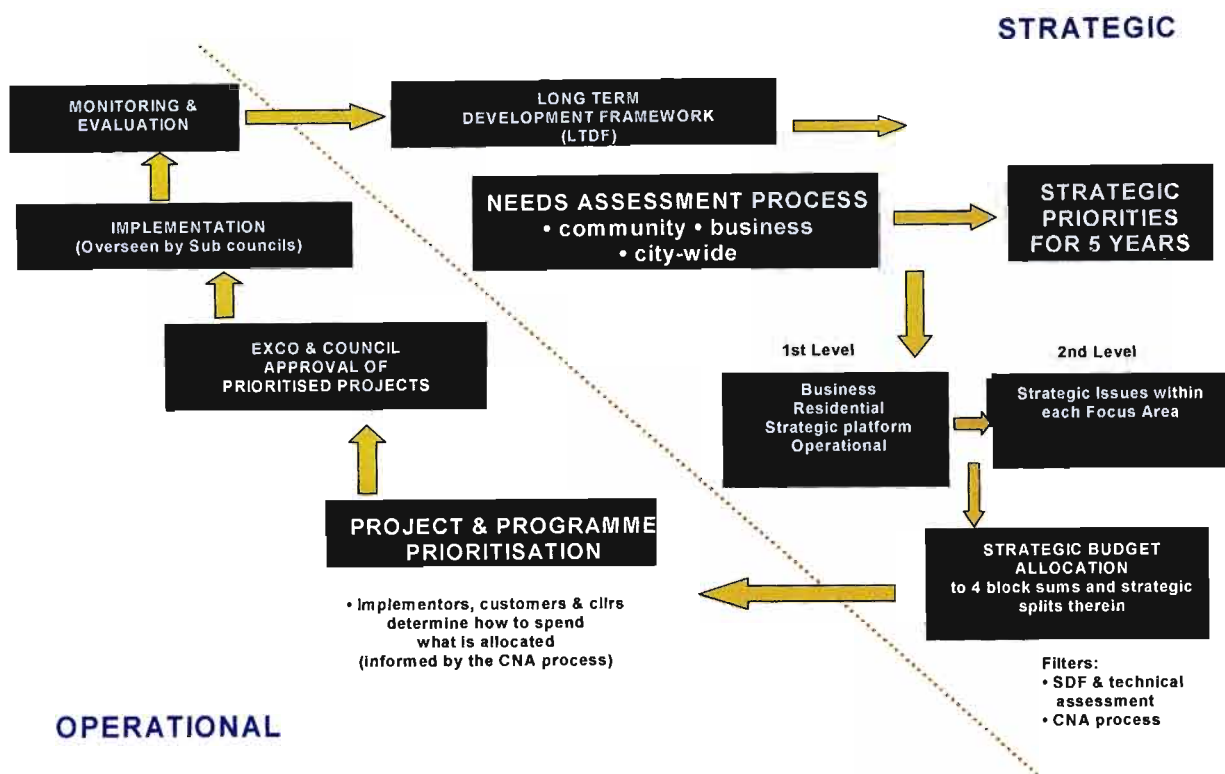 STRATEGIC
MONITORING &
EVALUATION
LONG TERM
DEVELOPMENT FRAMEWORK
(LTDF)
NEEDS ASSESSMENT PROCESS
• community • business
• city-wide
STRATEGIC
PRIORITIES
FOR 5 YEARS
IMPLEMENTATION
(Overseen by Sub councils)
EXCO & COUNCIL
APPROVAL OF
PRIORITISED PROJECTS
1st Level
2nd Level
Business
Residential
Strategic platform
Operational
Strategic Issues within
each Focus Area
PROJECT & PROGRAMME
PRIORITISATION
STRATEGIC BUDGET
ALLOCATION
to 4 block sums and strategic
splits therein
• Implementors, customers & cllrs
determine how to spend
what is allocated
(informed by the CNA process)
Filters:
• SDF & technical
assessment
• CNA process
OPERATIONAL